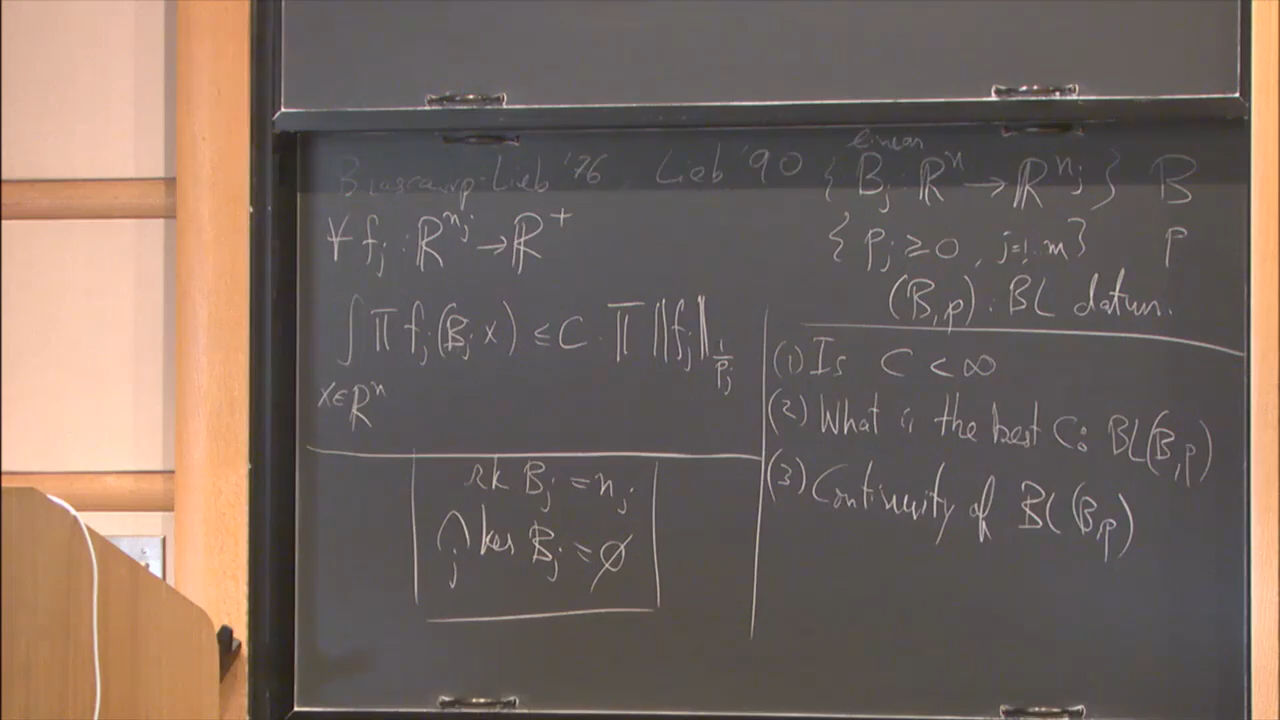 Brascamp-Lieb '76, Lieb '90
∀ f_j : ℝ^{n_j} → ℝ^+
∫_{x∈ℝ^n} ∏ f_j(B_j x) ≤ C · ∏ ‖f_j‖_{1/p_j}
rk B_j = n_j
⋂_j ker B_j = ∅
linear
{ B_j : ℝ^n → ℝ^{n_j} } B
{ p_j ≥ 0, j=1..m } p
(B,p) : BL datum.
(1) Is C < ∞
(2) What is the best C: BL(B,p)
(3) Continuity of BL(B,p)